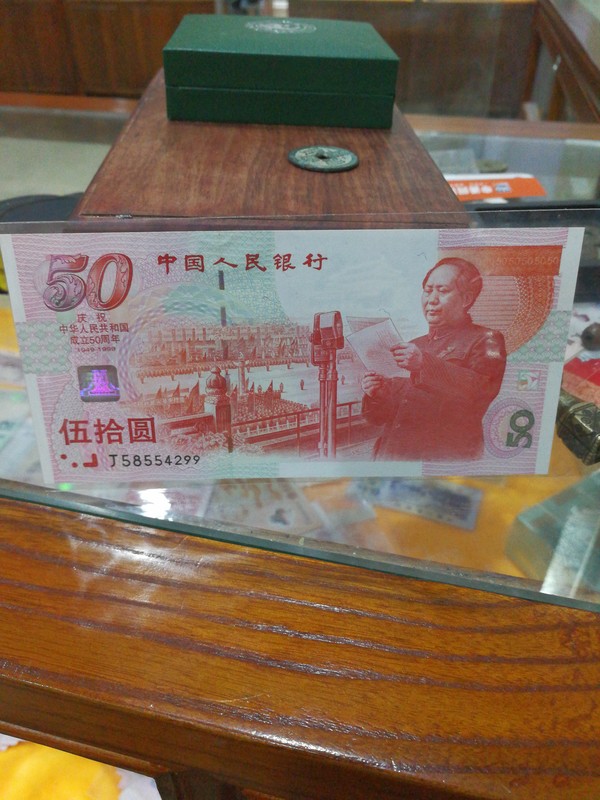 50
中国人民银行
庆祝
中华人民共和国
成立50周年
1949-1999
伍拾圆
J58554299
50